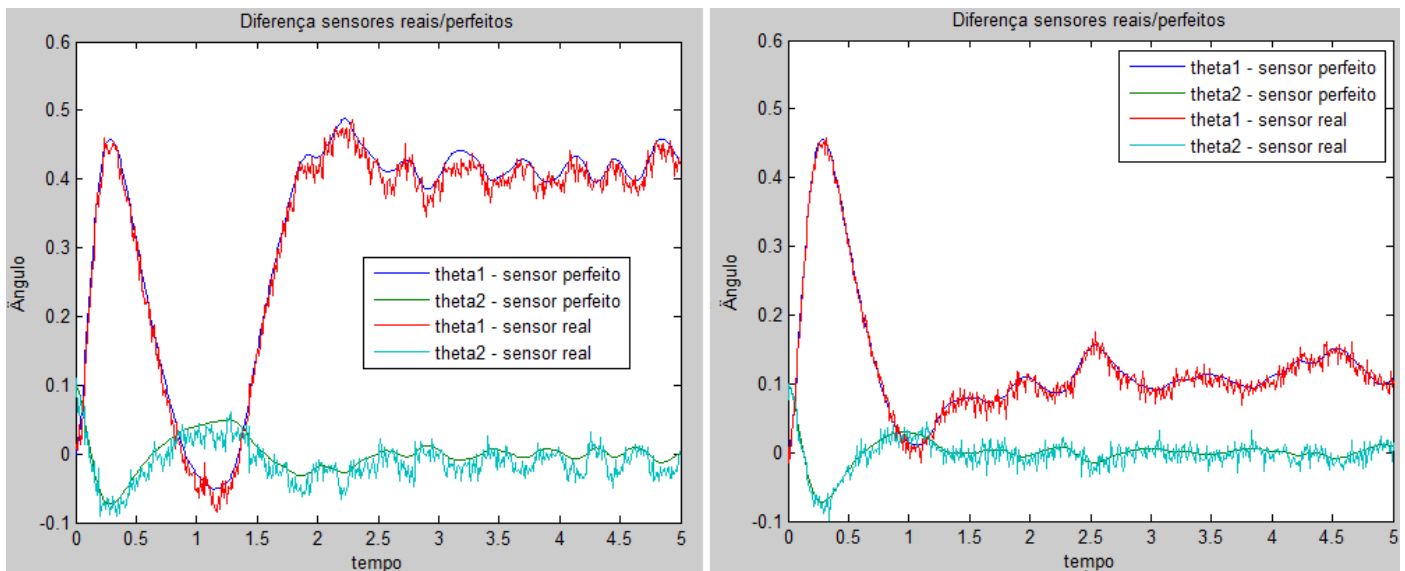 Diferença sensores reais/perfeitos
0.6
0.5
0.4
0.3
0.2
0.1
0
-0.1
Ângulo
theta1 - sensor perfeito
theta2 - sensor perfeito
theta1 - sensor real
theta2 - sensor real
0 0.5 1 1.5 2 2.5 3 3.5 4 4.5 5
tempo
Diferença sensores reais/perfeitos
0.6
0.5
0.4
0.3
0.2
0.1
0
-0.1
Ângulo
theta1 - sensor perfeito
theta2 - sensor perfeito
theta1 - sensor real
theta2 - sensor real
0 0.5 1 1.5 2 2.5 3 3.5 4 4.5 5
tempo